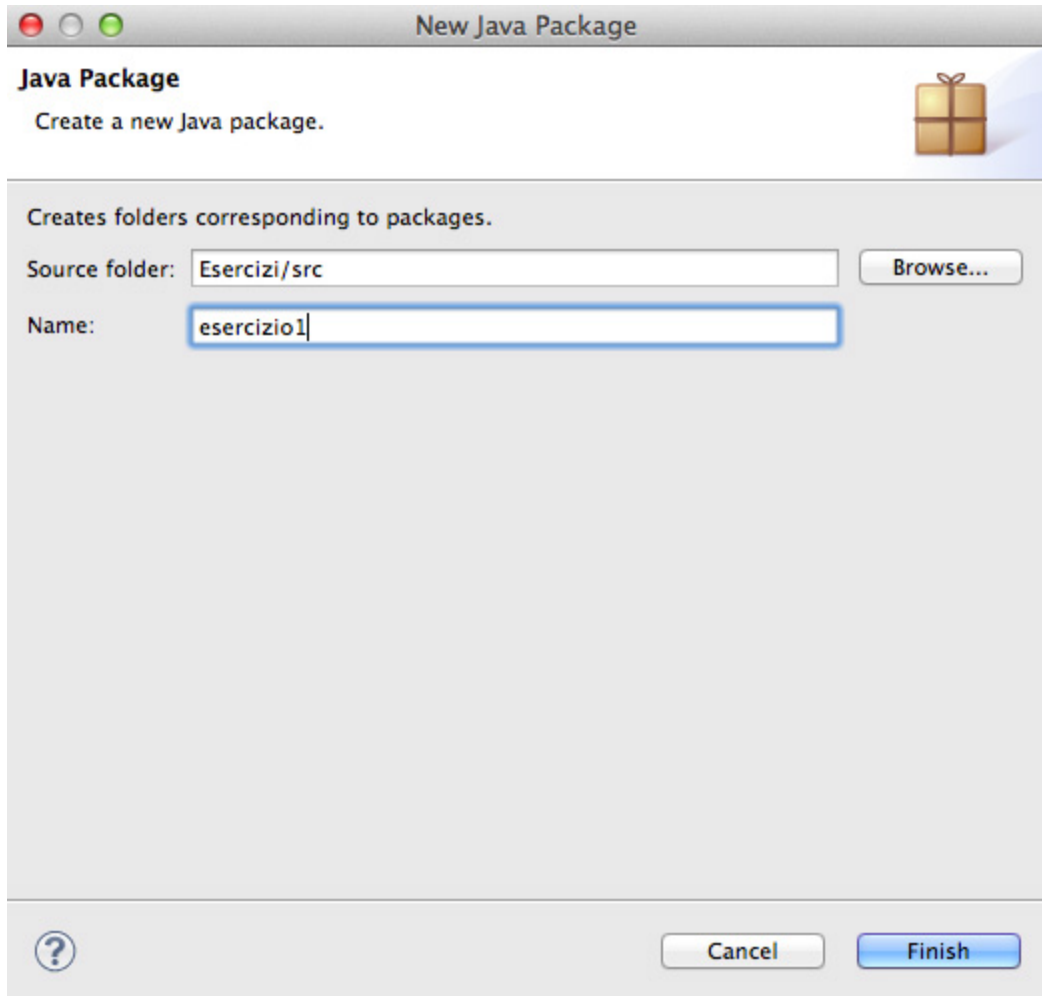 New Java Package
Java Package
Create a new Java package.
Creates folders corresponding to packages.
Source folder: Esercizi/src Browse...
Name: esercizio1
? Cancel Finish